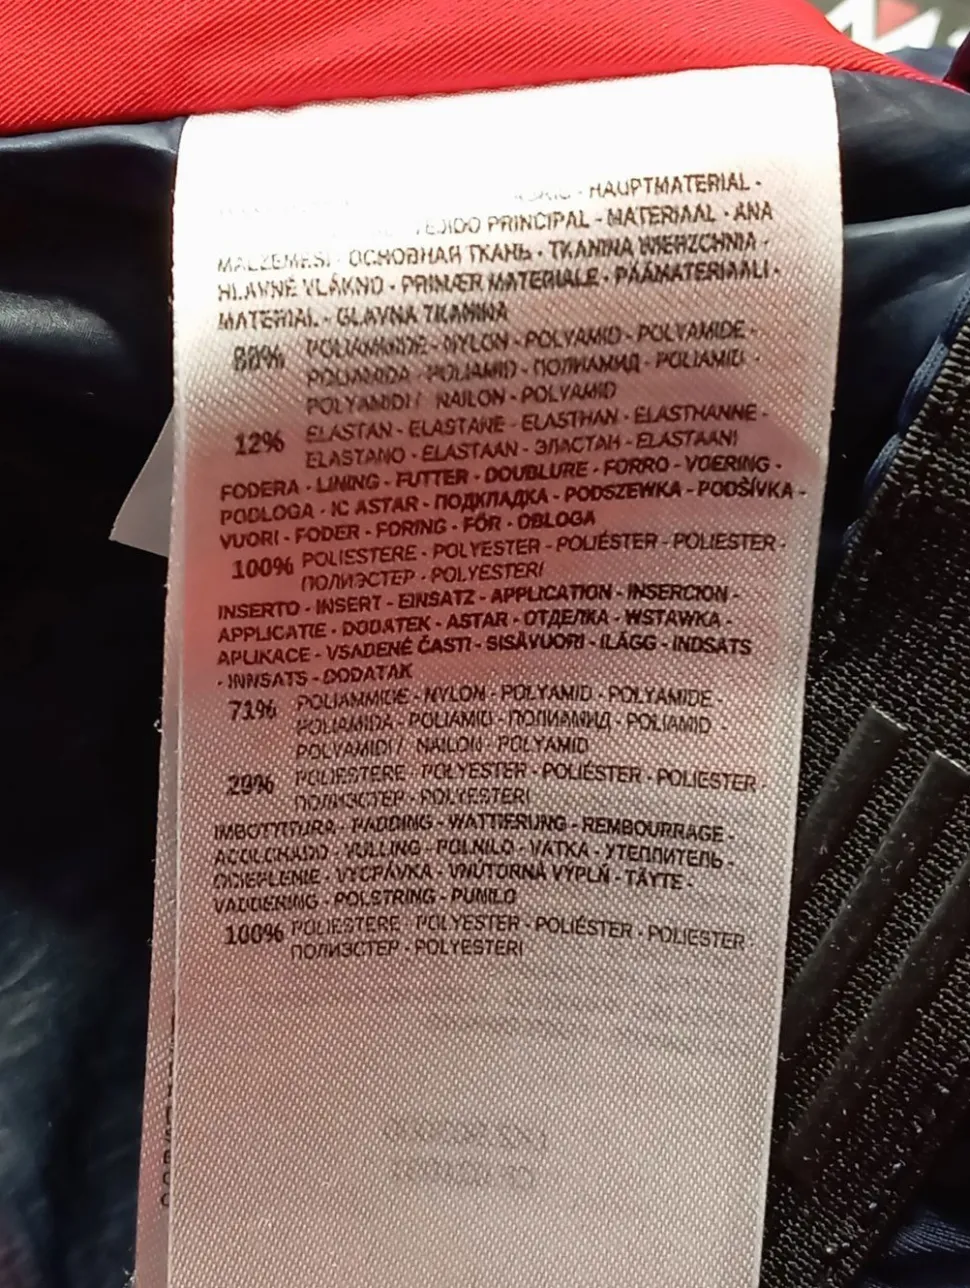 HAUPTMATERIAL -
TEJIDO PRINCIPAL - MATERIAAL - ANA
MALZEMESI - ОСНОВНАЯ ТКАНЬ - TKANINA WIERZCHNIA -
HLAVNÉ VLÁKNO - PRIMÆR MATERIALE - PÄÄMATERIAALI -
MATERIAL - GLAVNA TKANINA
POLIAMMIDE - NYLON - POLYAMID - POLYAMIDE -
POLIAMIDA - POLIAMID - ПОЛИАМИД - POLIAMID -
POLYAMIDI / NAILON - POLYAMID
12% ELASTAN - ELASTANE - ELASTHAN - ELASTHANNE -
ELASTANO - ELASTAAN - ЭЛАСТАН - ELASTAANI
FODERA - LINING - FUTTER - DOUBLURE - FORRO - VOERING -
PODLOGA - IC ASTAR - ПОДКЛАДКА - PODSZEWKA - PODŠÍVKA -
VUORI - FODER - FORING - FÔR - OBLOGA
100% POLIESTERE - POLYESTER - POLIÉSTER - POLIESTER -
ПОЛИЭСТЕР - POLYESTERI
INSERTO - INSERT - EINSATZ - APPLICATION - INSERCION -
APPLICATIE - DODATEK - ASTAR - ОТДЕЛКА - WSTAWKA -
APLIKACE - VSADENÉ ČASTI - SISÄVUORI - ILÄGG - INDSATS
- INNSATS - DODATAK
71% POLIAMMIDE - NYLON - POLYAMID - POLYAMIDE -
POLIAMIDA - POLIAMID - ПОЛИАМИД - POLIAMID -
POLYAMIDI / NAILON - POLYAMID
29% POLIESTERE - POLYESTER - POLIÉSTER - POLIESTER -
ПОЛИЭСТЕР - POLYESTERI
IMBOTTITURA - PADDING - WATTIERUNG - REMBOURRAGE -
ACOLCHADO - VULLING - POLNILO - VATKA - УТЕПЛИТЕЛЬ -
OCIEPLENIE - VYCPÁVKA - VNÚTORNÁ VÝPLŇ - TÄYTE -
VADDERING - POLSTRING - PUNILO
100% POLIESTERE - POLYESTER - POLIÉSTER - POLIESTER -
ПОЛИЭСТЕР - POLYESTERI